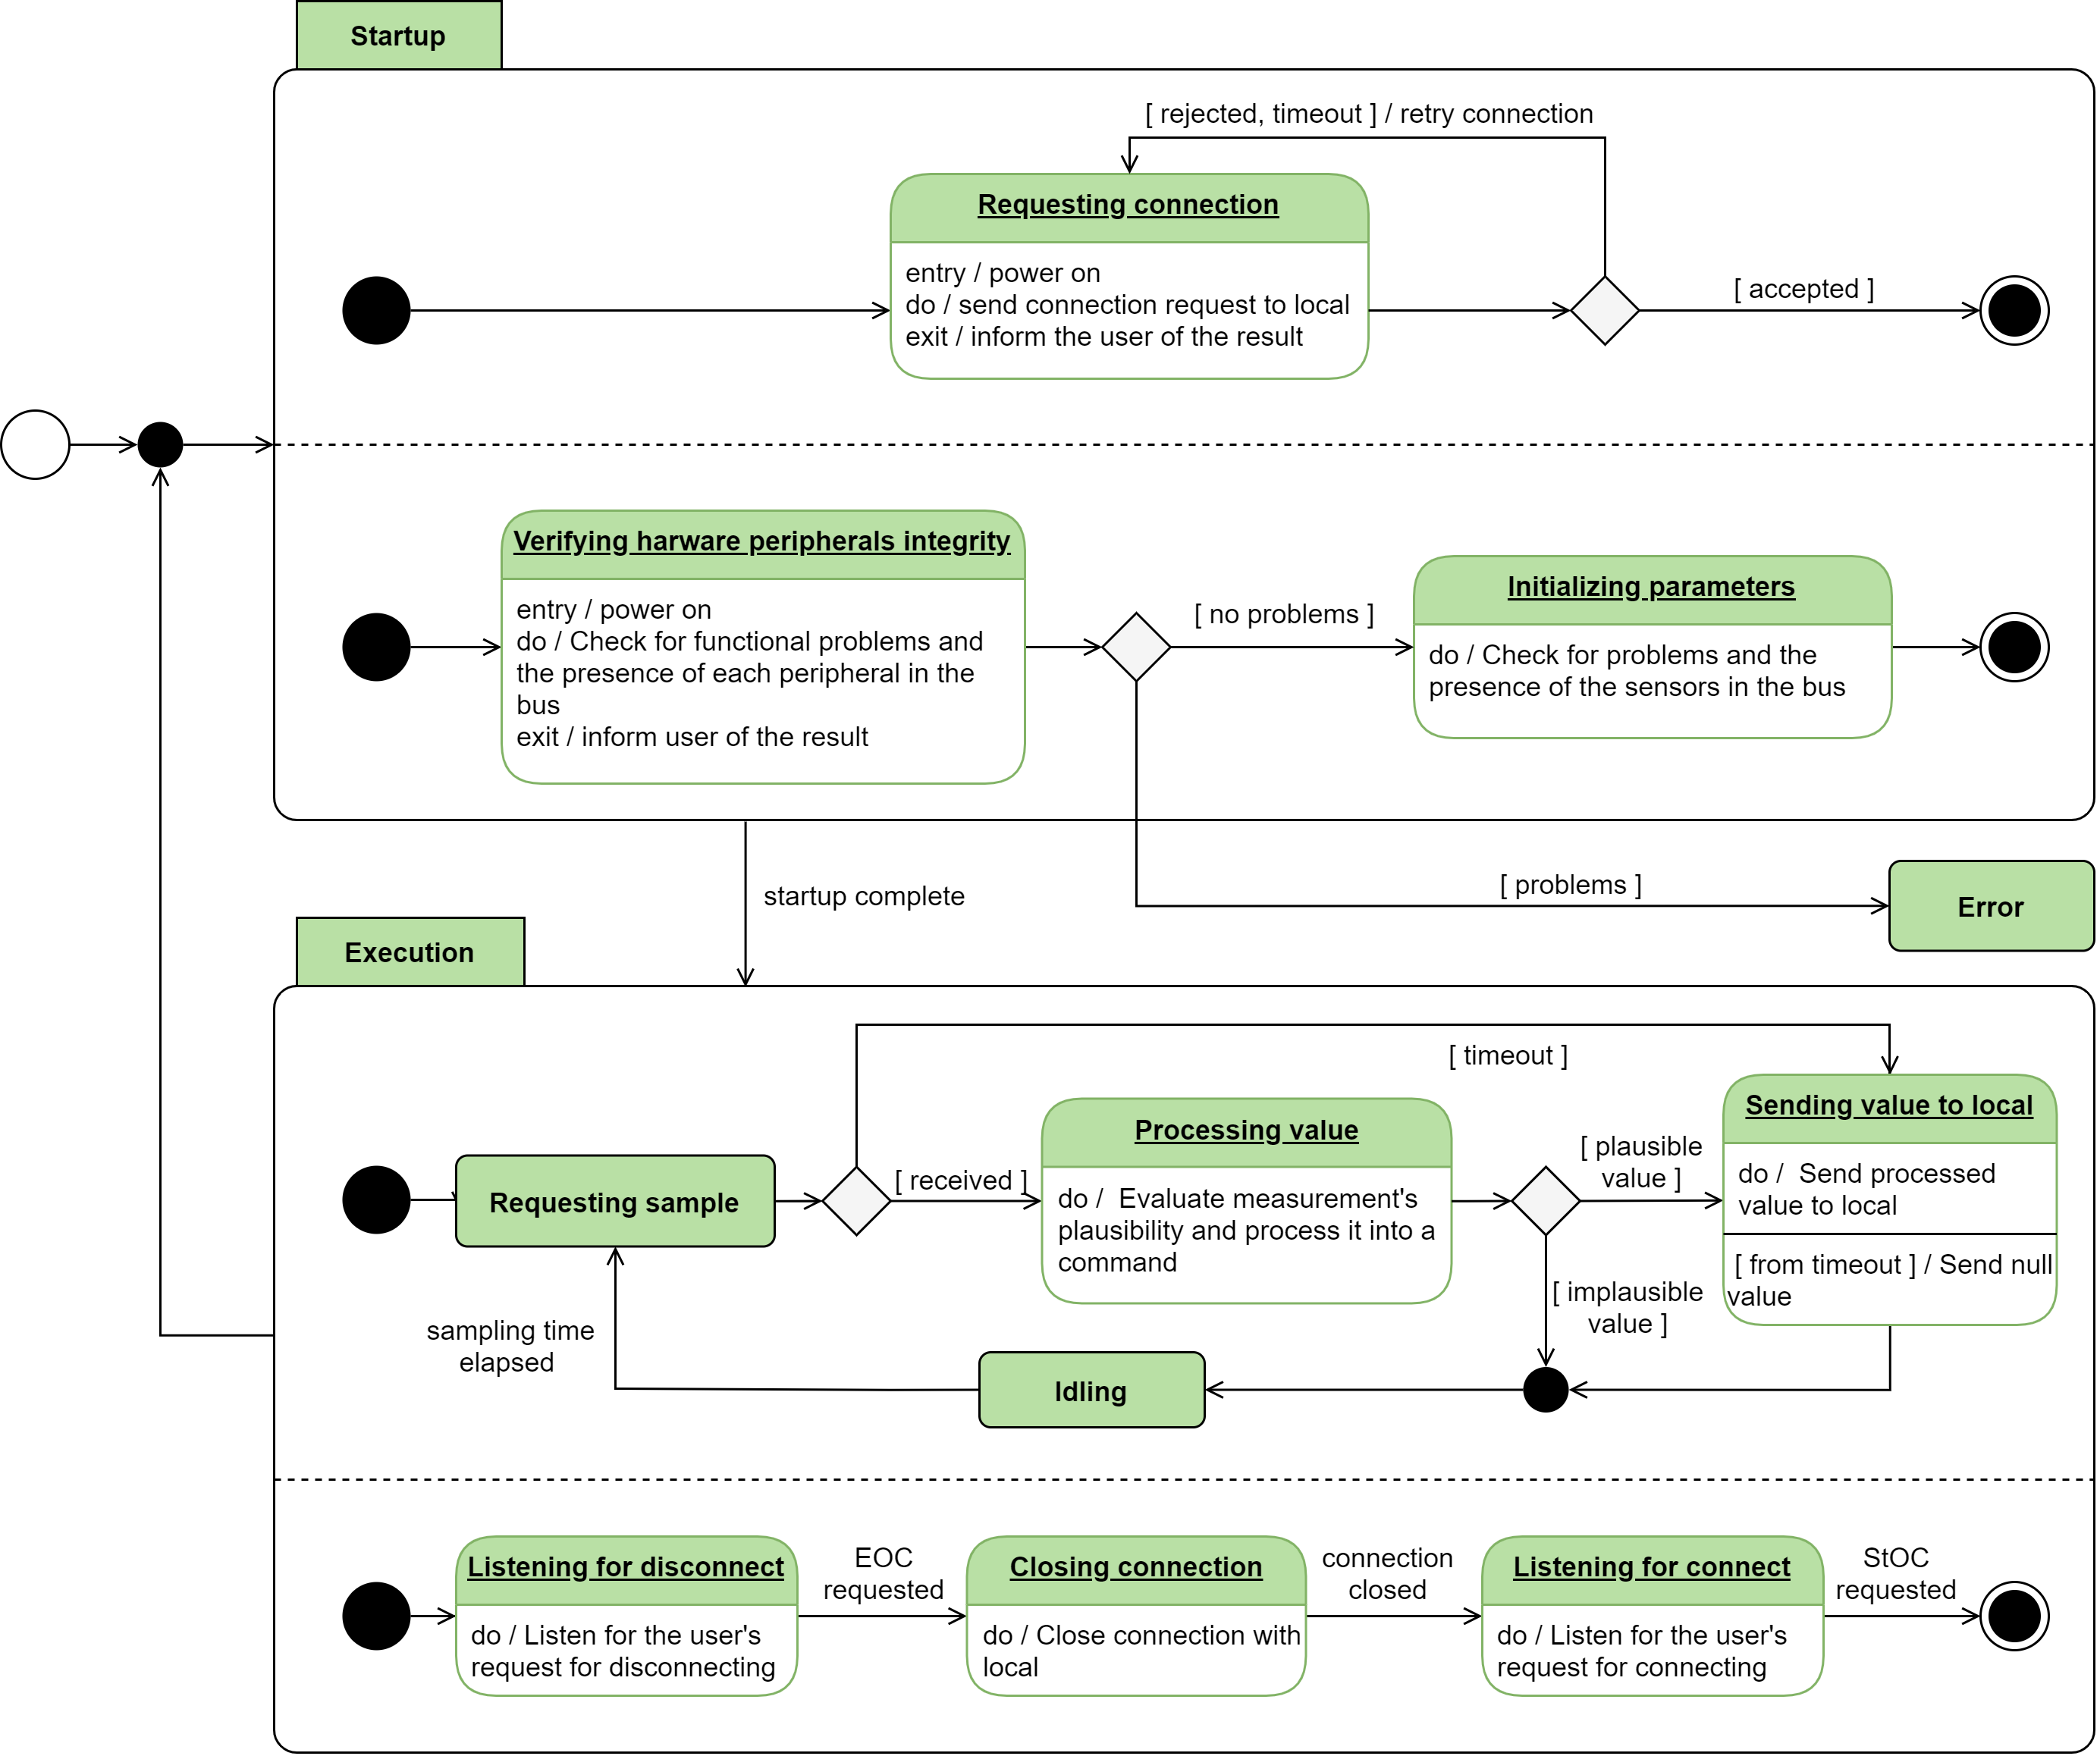 Startup
[ rejected, timeout ] / retry connection
Requesting connection
entry / power on
do / send connection request to local
exit / inform the user of the result
[ accepted ]
Verifying harware peripherals integrity
entry / power on
do / Check for functional problems and
the presence of each peripheral in the
bus
exit / inform user of the result
[ no problems ]
Initializing parameters
do / Check for problems and the
presence of the sensors in the bus
startup complete
[ problems ]
Error
Execution
[ timeout ]
Requesting sample
[ received ]
Processing value
do /  Evaluate measurement's
plausibility and process it into a
command
[ plausible
value ]
Sending value to local
do /  Send processed
value to local
[ from timeout ] / Send null
value
[ implausible
value ]
sampling time
elapsed
Idling
Listening for disconnect
do / Listen for the user's
request for disconnecting
EOC
requested
Closing connection
do / Close connection with
local
connection
closed
Listening for connect
do / Listen for the user's
request for connecting
StOC
requested